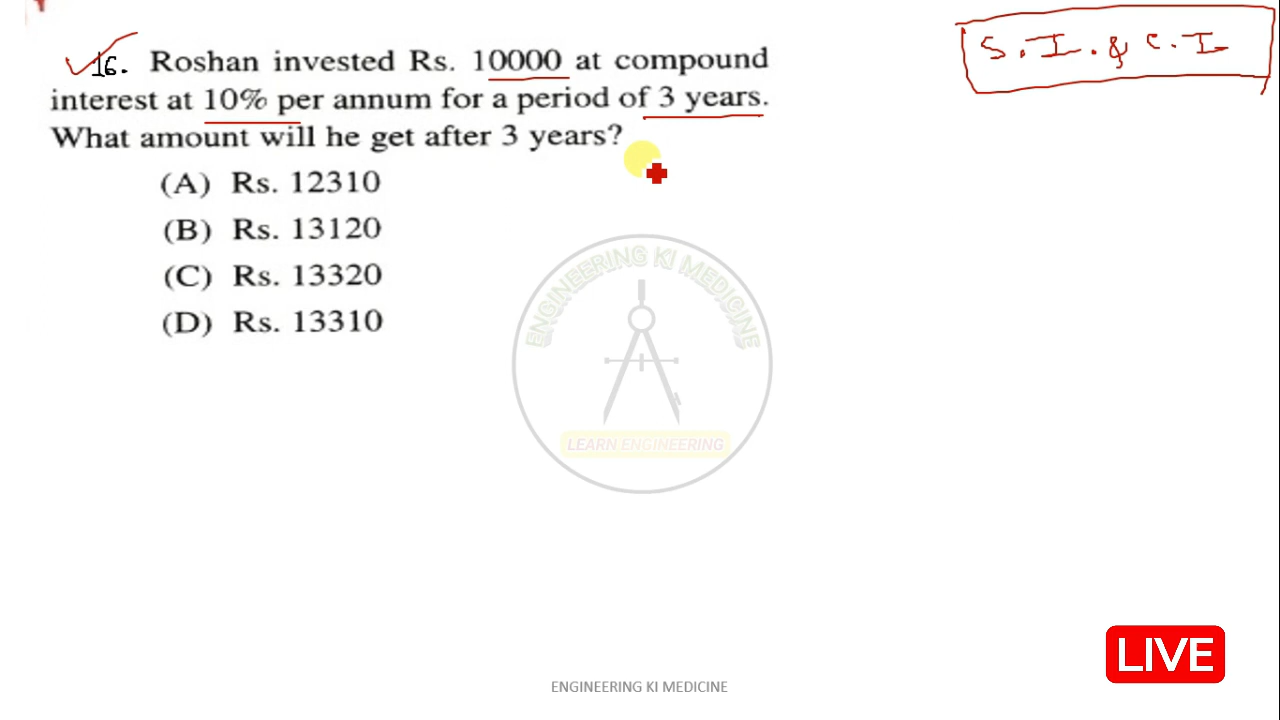 S.I. & C.I
16. Roshan invested Rs. 10000 at compound
interest at 10% per annum for a period of 3 years.
What amount will he get after 3 years?
(A) Rs. 12310
(B) Rs. 13120
(C) Rs. 13320
(D) Rs. 13310
ENGINEERING KI MEDICINE
LEARN ENGINEERING
LIVE
ENGINEERING KI MEDICINE